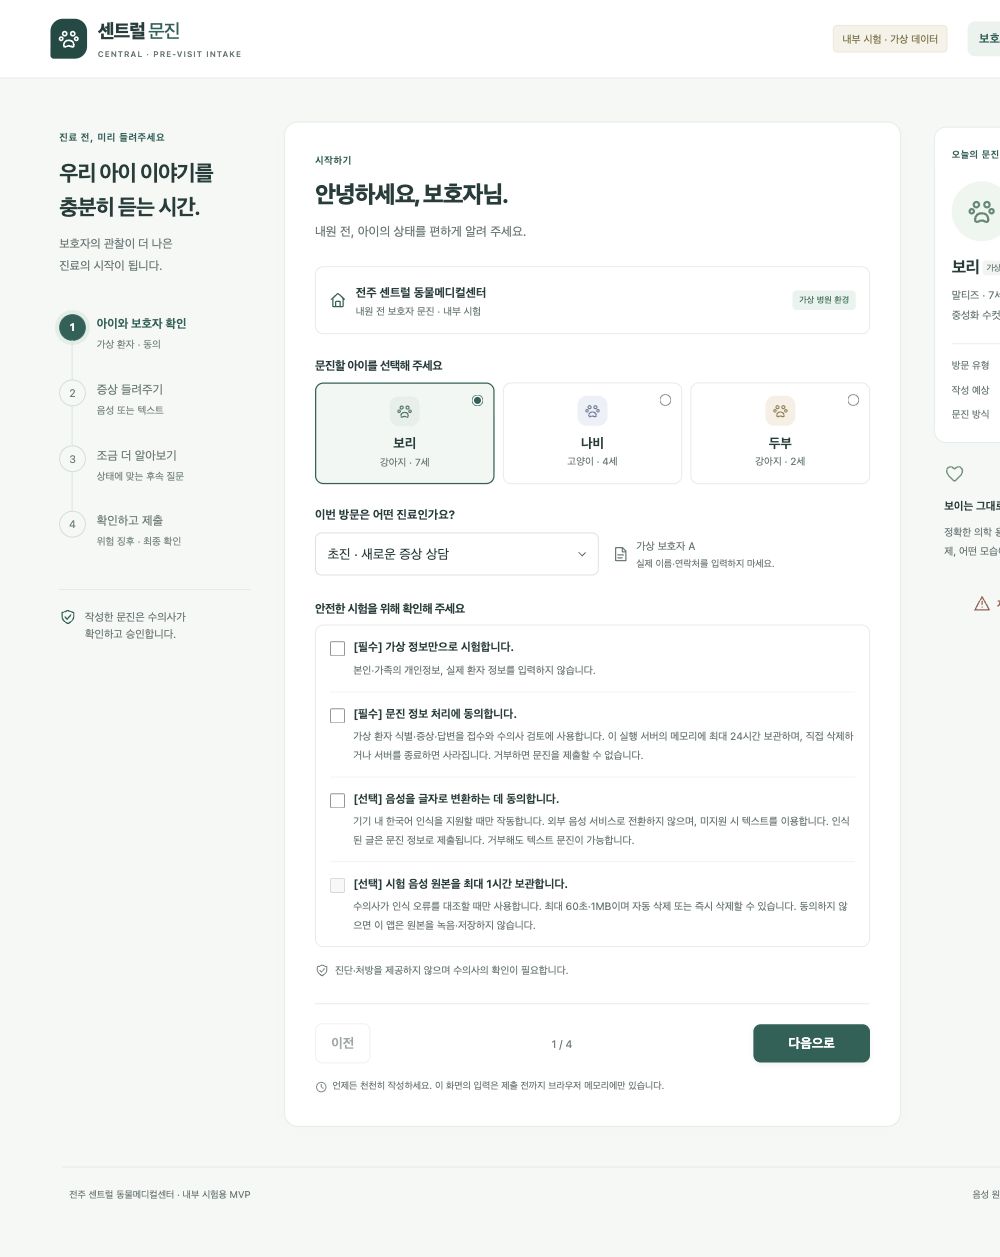 센트럴 문진
CENTRAL · PRE-VISIT INTAKE
내부 시험 · 가상 데이터
보호
진료 전, 미리 들려주세요
우리 아이 이야기를
충분히 듣는 시간.
보호자의 관찰이 더 나은
진료의 시작이 됩니다.
1
아이와 보호자 확인
가상 환자 · 동의
2
증상 들려주기
음성 또는 텍스트
3
조금 더 알아보기
상태에 맞는 후속 질문
4
확인하고 제출
위험 징후 · 최종 확인
작성한 문진은 수의사가
확인하고 승인합니다.
시작하기
안녕하세요, 보호자님.
내원 전, 아이의 상태를 편하게 알려 주세요.
전주 센트럴 동물메디컬센터
내원 전 보호자 문진 · 내부 시험
가상 병원 환경
문진할 아이를 선택해 주세요
보리
강아지 · 7세
나비
고양이 · 4세
두부
강아지 · 2세
이번 방문은 어떤 진료인가요?
초진 · 새로운 증상 상담
가상 보호자 A
실제 이름·연락처를 입력하지 마세요.
안전한 시험을 위해 확인해 주세요
[필수] 가상 정보만으로 시험합니다.
본인·가족의 개인정보, 실제 환자 정보를 입력하지 않습니다.
[필수] 문진 정보 처리에 동의합니다.
가상 환자 식별·증상·답변을 접수와 수의사 검토에 사용합니다. 이 실행 서버의 메모리에 최대 24시간 보관하며, 직접 삭제하
거나 서버를 종료하면 사라집니다. 거부하면 문진을 제출할 수 없습니다.
[선택] 음성을 글자로 변환하는 데 동의합니다.
기기 내 한국어 인식을 지원할 때만 작동합니다. 외부 음성 서비스로 전환하지 않으며, 미지원 시 텍스트를 이용합니다. 인식
된 글은 문진 정보로 제출됩니다. 거부해도 텍스트 문진이 가능합니다.
[선택] 시험 음성 원본을 최대 1시간 보관합니다.
수의사가 인식 오류를 대조할 때만 사용합니다. 최대 60초·1MB이며 자동 삭제 또는 즉시 삭제할 수 있습니다. 동의하지 않
으면 이 앱은 원본을 녹음·저장하지 않습니다.
진단·처방을 제공하지 않으며 수의사의 확인이 필요합니다.
이전
1 / 4
다음으로
언제든 천천히 작성하세요. 이 화면의 입력은 제출 전까지 브라우저 메모리에만 있습니다.
오늘의 문진
보리
가상
말티즈 · 7세
중성화 수컷
방문 유형
작성 예상
문진 방식
보이는 그대로
정확한 의학 용
제, 어떤 모습이
전주 센트럴 동물메디컬센터 · 내부 시험용 MVP
음성 원